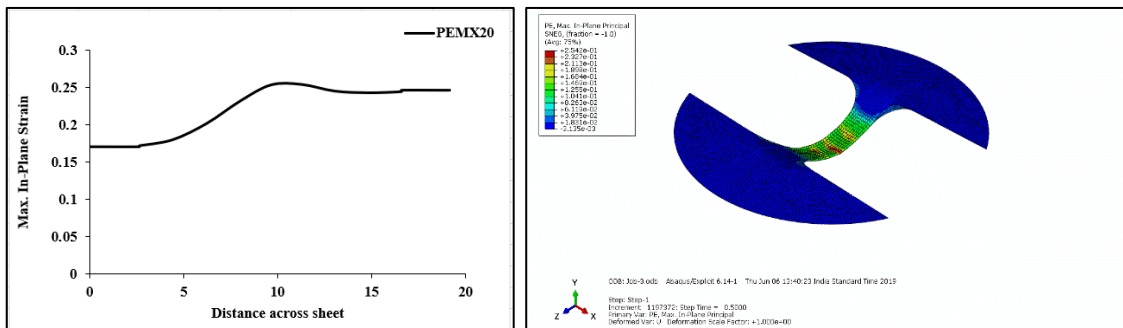 PEMX20
0.3
0.25
0.2
0.15
0.1
0.05
0
0
5
10
15
20
Max. In-Plane Strain
Distance across sheet
PE, Max. In-Plane Principal
SNEG, (fraction = -1.0)
(Avg: 75%)
+2.542e-01
+2.327e-01
+2.113e-01
+1.898e-01
+1.684e-01
+1.469e-01
+1.255e-01
+1.041e-01
+8.263e-02
+6.119e-02
+3.975e-02
+1.831e-02
-3.135e-03
Y
Z
X
ODB: Job-3.odb Abaqus/Explicit 6.14-1 Thu Jun 06 13:40:23 India Standard Time 2019
Step: Step-1
Increment 1197372: Step Time = 0.5000
Primary Var: PE, Max. In-Plane Principal
Deformed Var: U Deformation Scale Factor: +1.000e+00